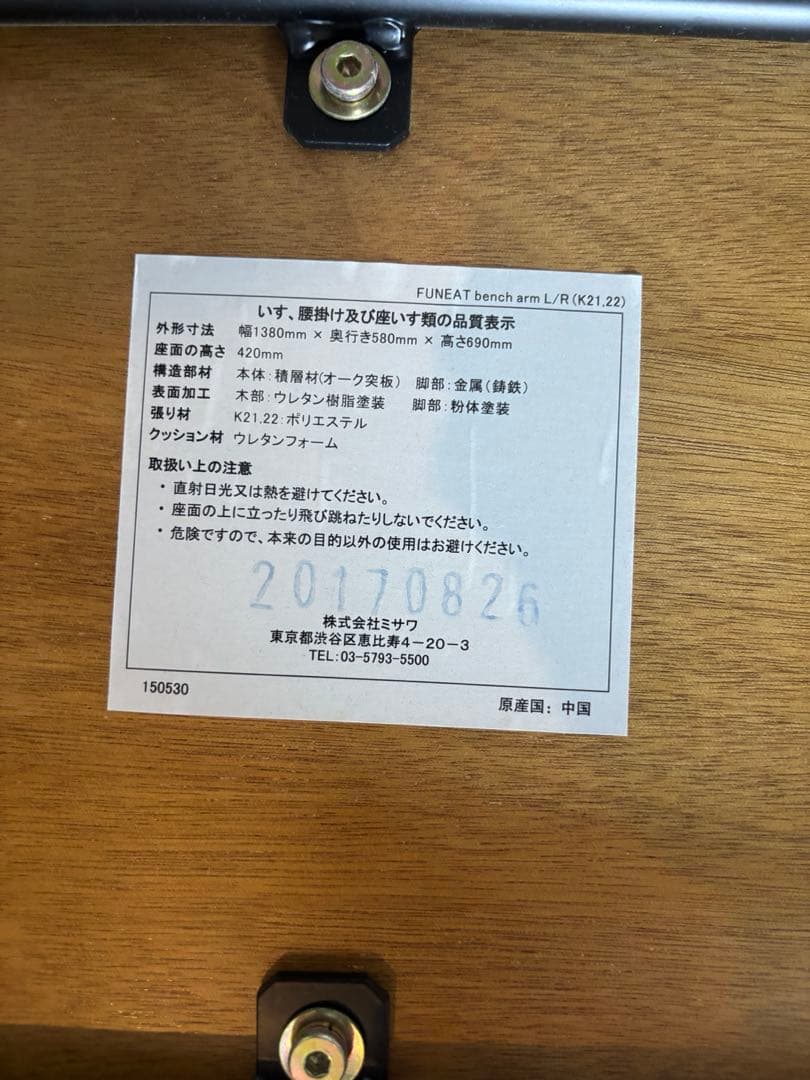 FUNEAT bench arm L/R(K21,22)
いす、腰掛け及び座いす類の品質表示
外形寸法 幅1380mm × 奥行き580mm × 高さ690mm
座面の高さ 420mm
構造部材 本体:積層材(オーク突板) 脚部:金属(鋳鉄)
表面加工 木部:ウレタン樹脂塗装 脚部:粉体塗装
張り材 K21,22:ポリエステル
クッション材 ウレタンフォーム
取扱い上の注意
・直射日光又は熱を避けてください。
・座面の上に立ったり飛び跳ねたりしないでください。
・危険ですので、本来の目的以外の使用はお避けください。
20170826
株式会社ミサワ
東京都渋谷区恵比寿4-20-3
TEL:03-5793-5500
150530 原産国: 中国